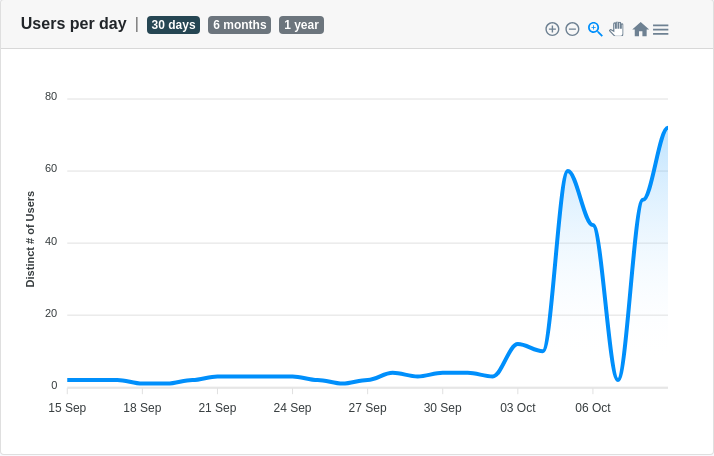 Users per day | 30 days 6 months 1 year
80
60
40
20
0
Distinct # of Users
15 Sep 18 Sep 21 Sep 24 Sep 27 Sep 30 Sep 03 Oct 06 Oct